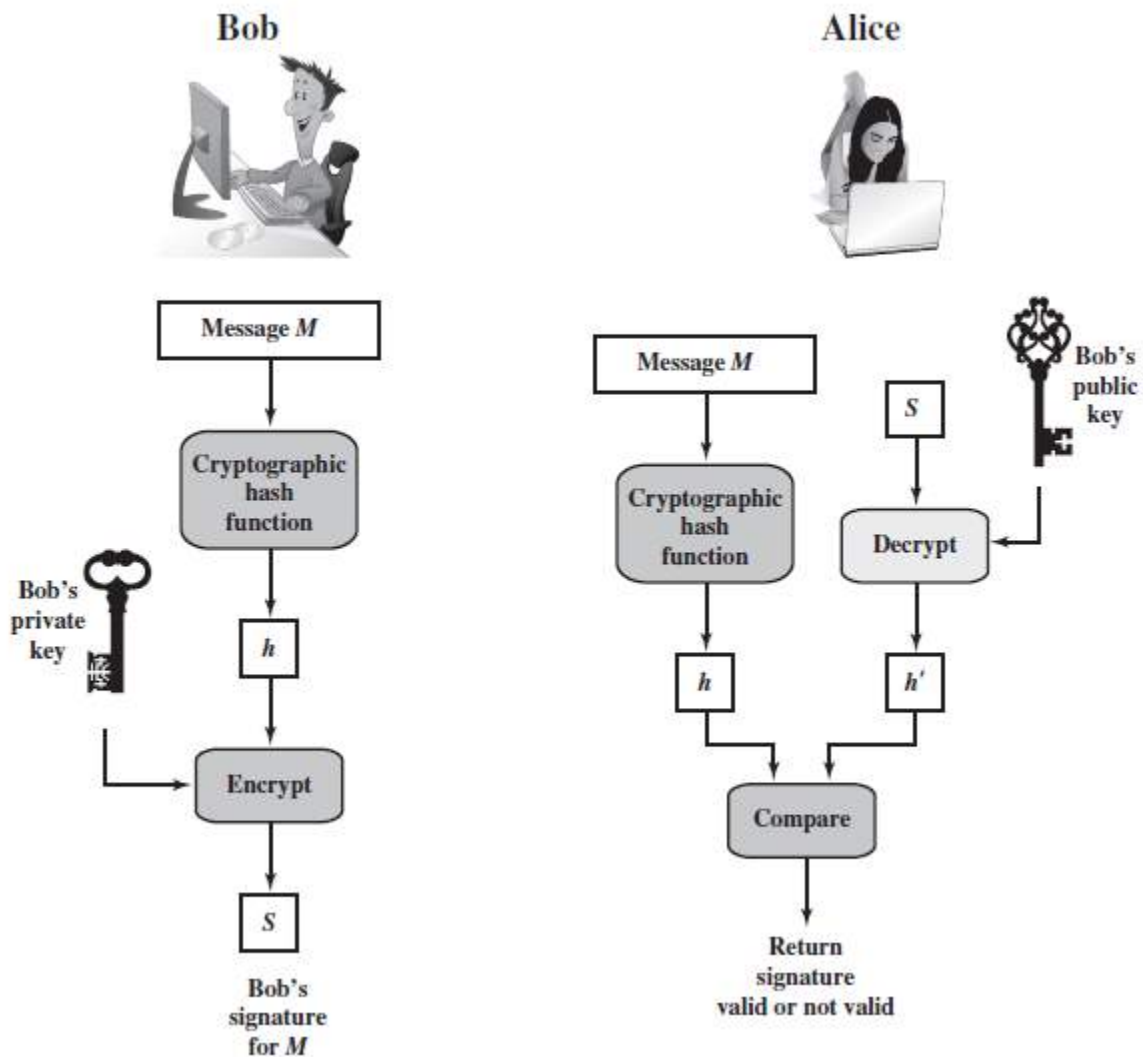 Bob
Message M
Cryptographic
hash
function
Bob's
private
key
h
Encrypt
S
Bob's
signature
for M
Alice
Message M
S
Bob's
public
key
Cryptographic
hash
function
Decrypt
h
h'
Compare
Return
signature
valid or not valid